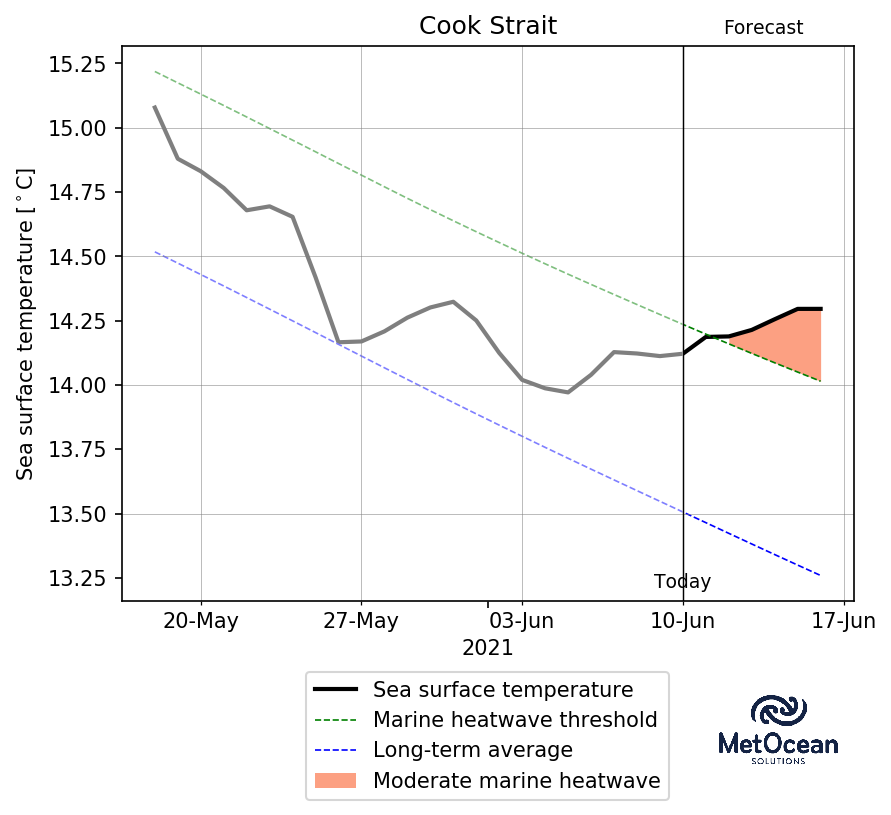 Cook Strait
Forecast
Sea surface temperature [°C]
15.25
15.00
14.75
14.50
14.25
14.00
13.75
13.50
13.25
Today
20-May 27-May 03-Jun 10-Jun 17-Jun
2021
Sea surface temperature
Marine heatwave threshold
Long-term average
Moderate marine heatwave
MetOcean
SOLUTIONS